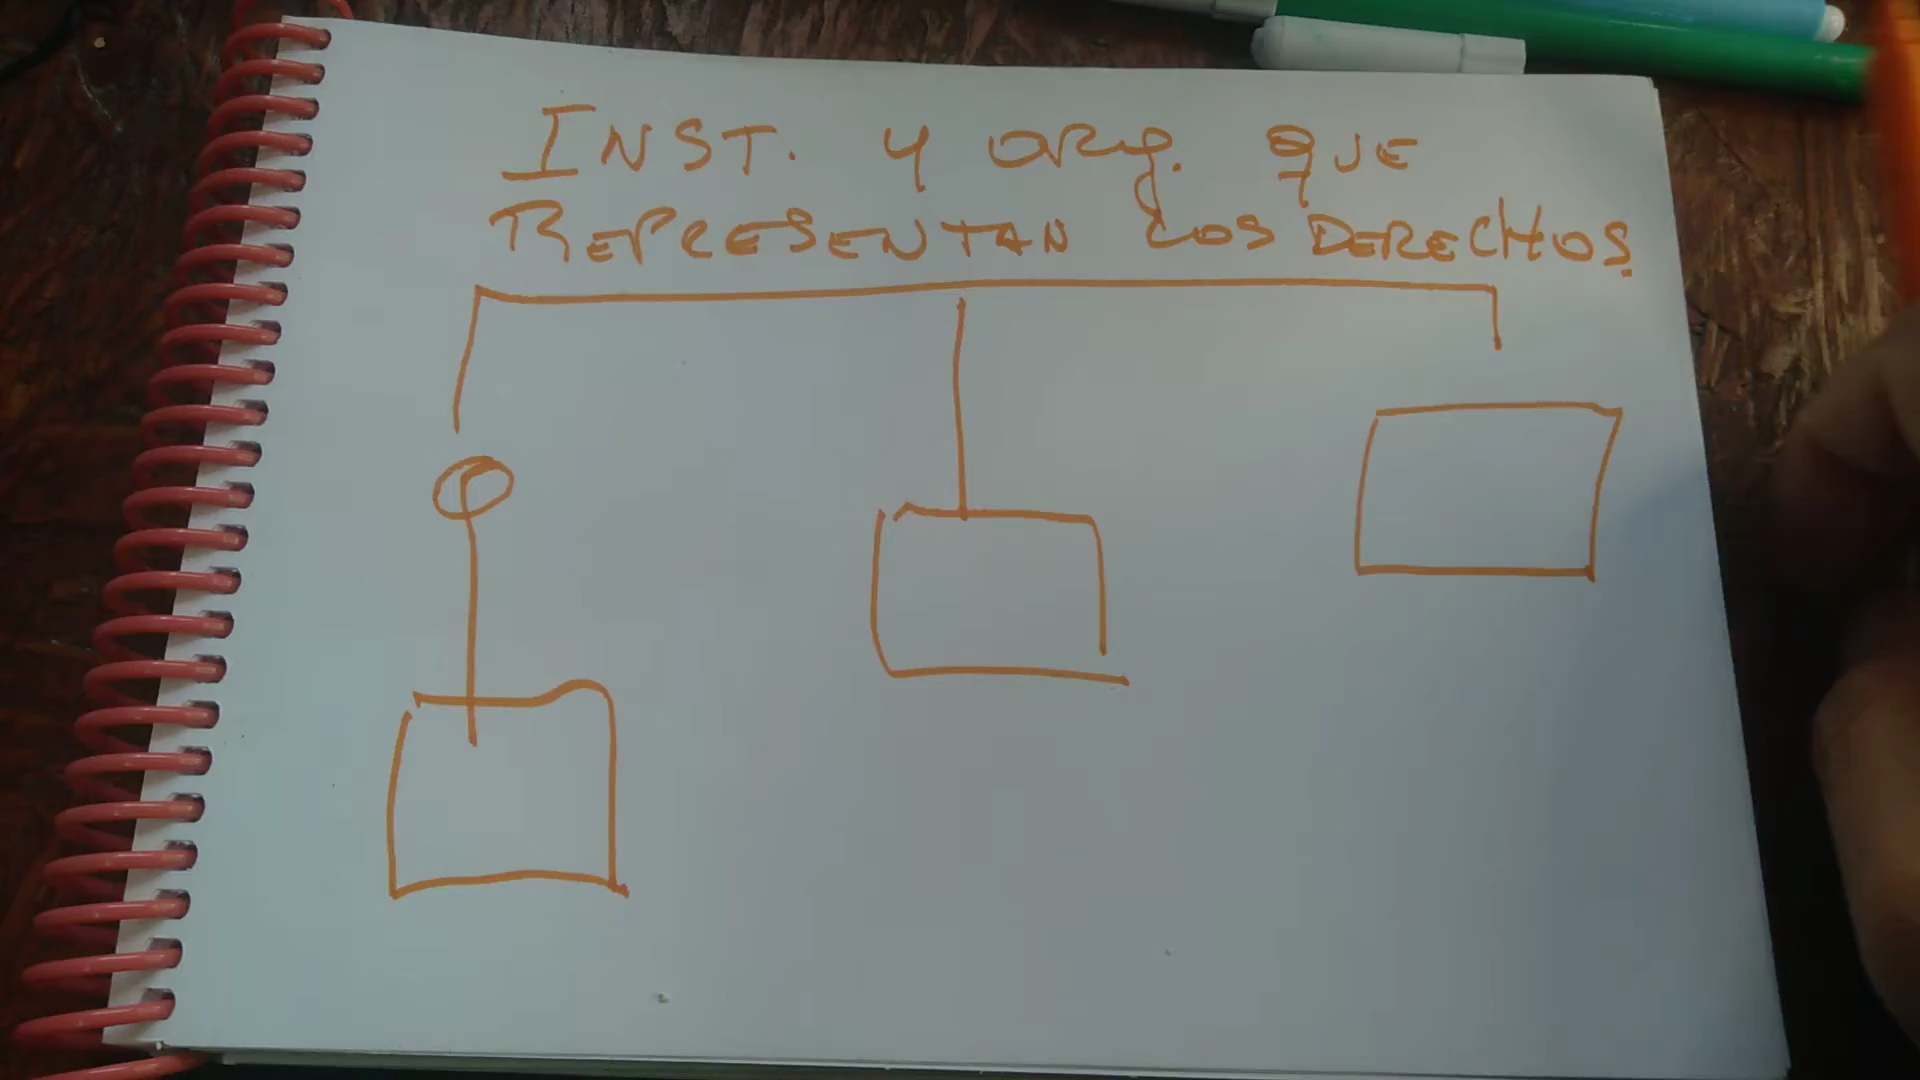 INST. Y ORG. QUE
REPRESENTAN LOS DERECHOS.